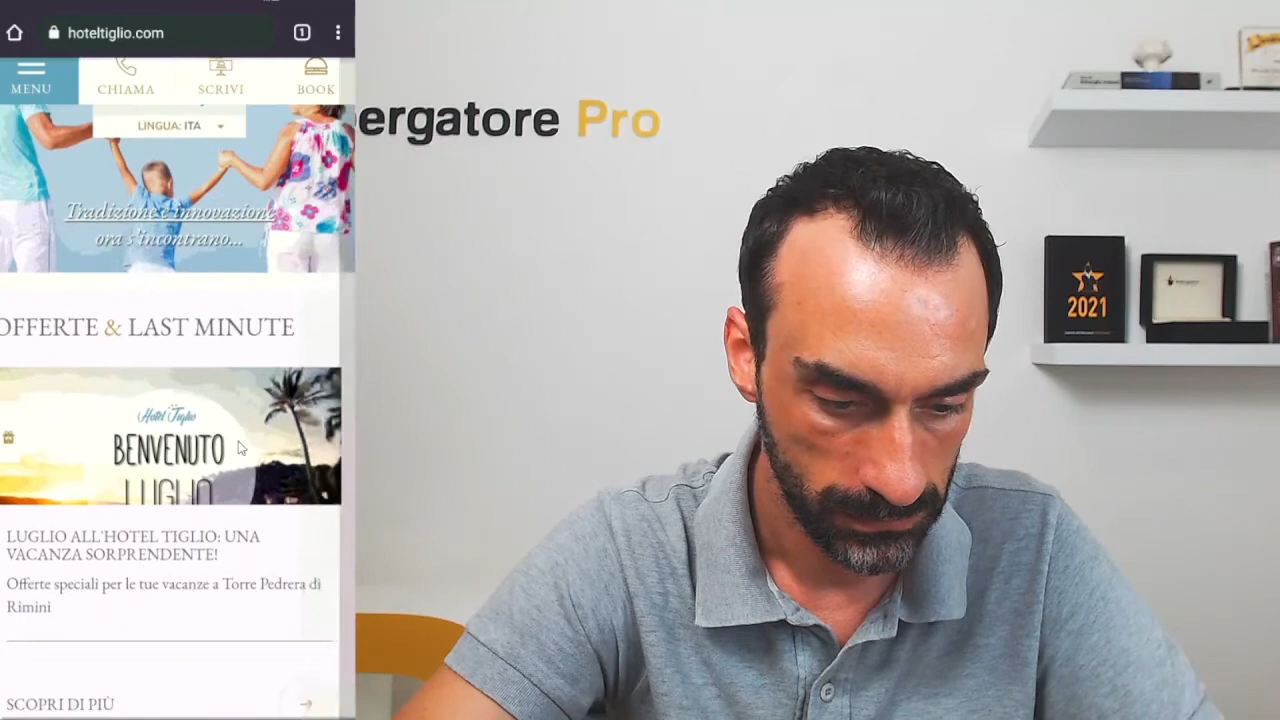 hoteltiglio.com
1
MENU
CHIAMA
SCRIVI
BOOK
LINGUA: ITA
Tradizione e innovazione
ora s'incontrano...
OFFERTE & LAST MINUTE
Hotel Tiglio
BENVENUTO
LUGLIO
LUGLIO ALL'HOTEL TIGLIO: UNA
VACANZA SORPRENDENTE!
Offerte speciali per le tue vacanze a Torre Pedrera di
Rimini
SCOPRI DI PIÙ
ergatore Pro
2021